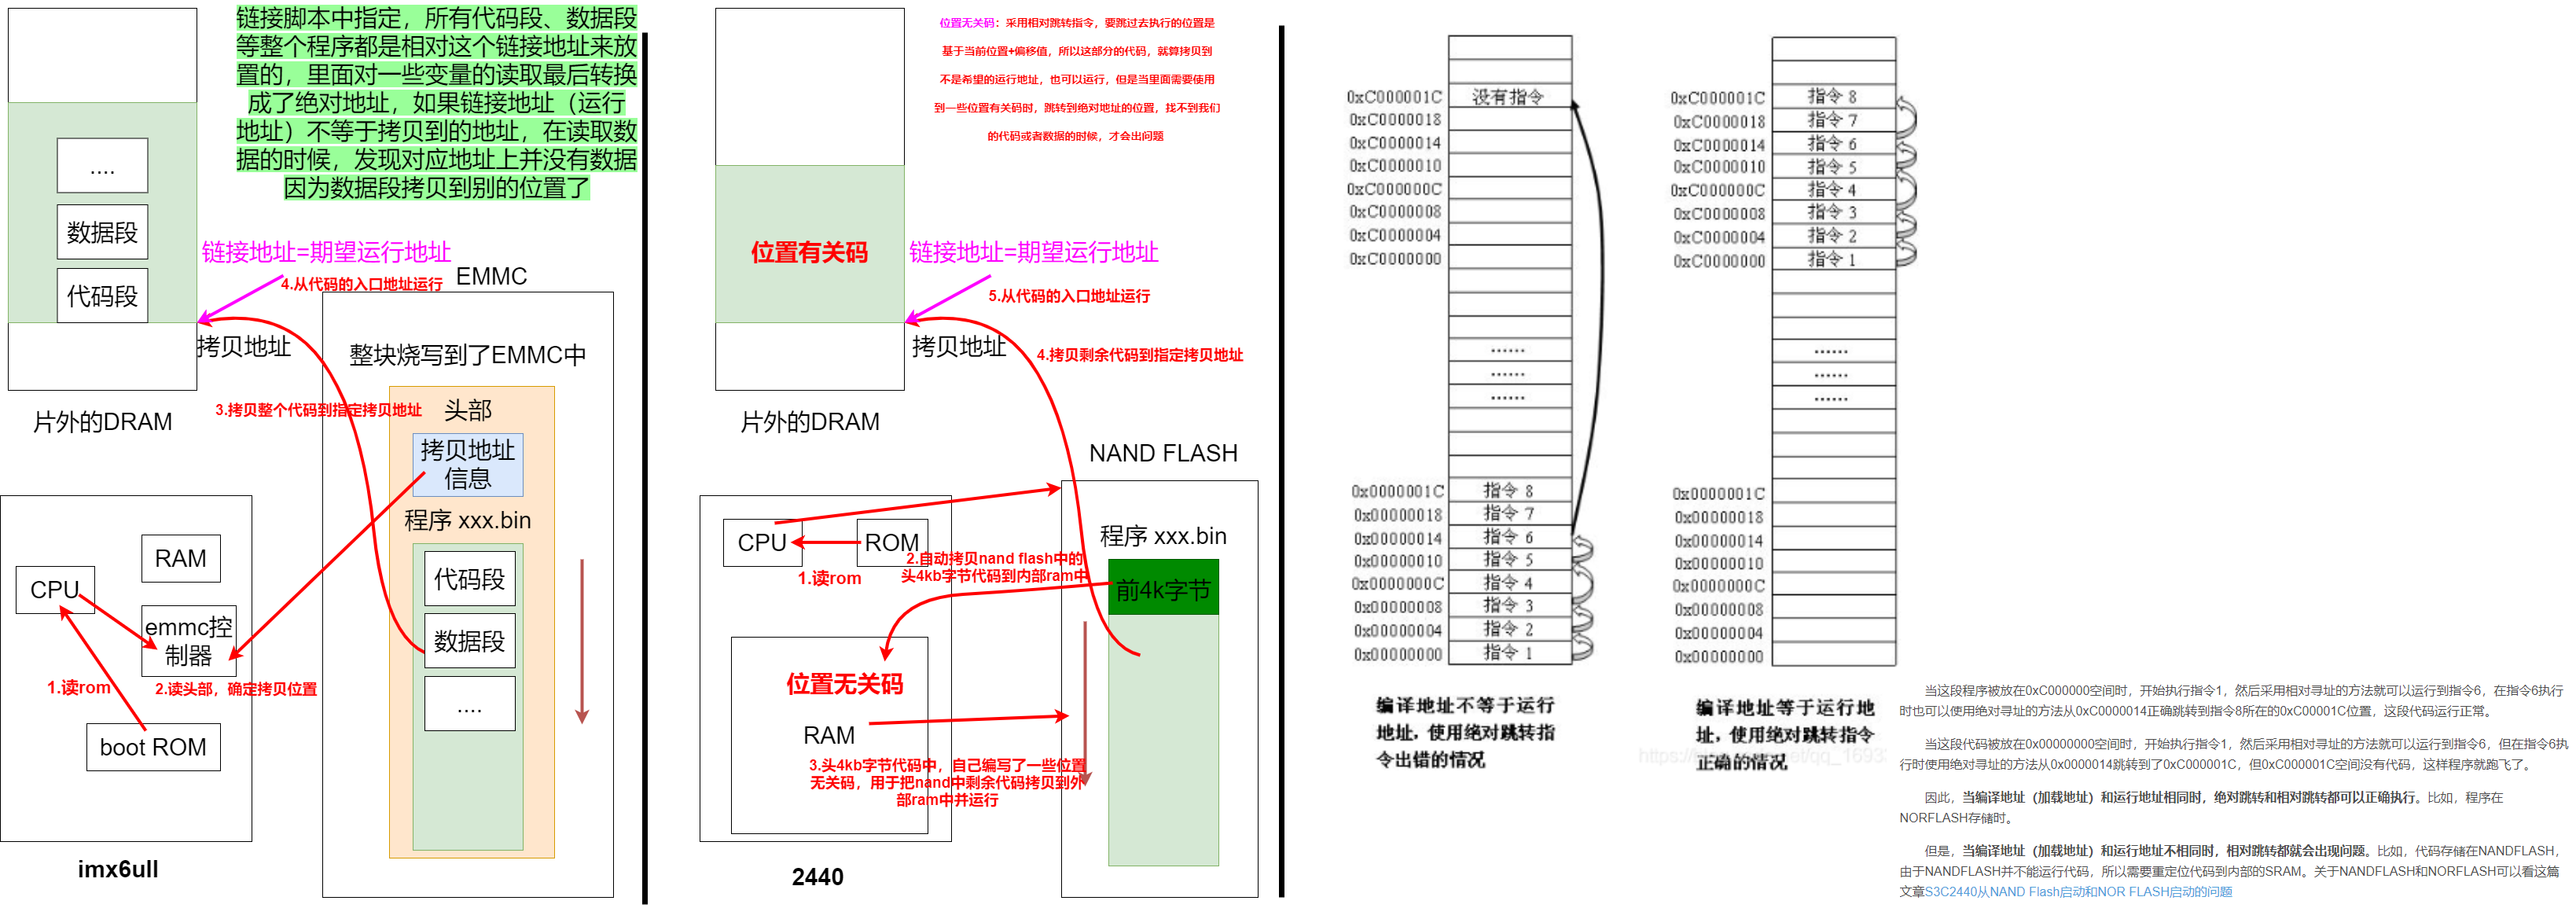 链接脚本中指定，所有代码段、数据段
等整个程序都是相对这个链接地址来放
置的，里面对一些变量的读取最后转换
成了绝对地址，如果链接地址（运行
地址）不等于拷贝到的地址，在读取数
据的时候，发现对应地址上并没有数据
因为数据段拷贝到别的位置了
....
数据段
代码段
链接地址=期望运行地址
4.从代码的入口地址运行
拷贝地址
片外的DRAM
3.拷贝整个代码到指定拷贝地址
EMMC
整块烧写到了EMMC中
头部
拷贝地址
信息
程序 xxx.bin
代码段
数据段
....
RAM
CPU
emmc控
制器
1.读rom
2.读头部，确定拷贝位置
boot ROM
imx6ull
位置无关码：采用相对跳转指令，要跳过去执行的位置是
基于当前位置+偏移值，所以这部分的代码，就算拷贝到
不是希望的运行地址，也可以运行，但是当里面需要使用
到一些位置有关码时，跳转到绝对地址的位置，找不到我们
的代码或者数据的时候，才会出问题
位置有关码
链接地址=期望运行地址
5.从代码的入口地址运行
拷贝地址
4.拷贝剩余代码到指定拷贝地址
片外的DRAM
NAND FLASH
程序 xxx.bin
前4k字节
CPU
ROM
1.读rom
2.自动拷贝nand flash中的
头4kb字节代码到内部ram中
位置无关码
RAM
3.头4kb字节代码中，自己编写了一些位置
无关码，用于把nand中剩余代码拷贝到外
部ram中并运行
2440
0xC000001C 没有指令
0xC0000018
0xC0000014
0xC0000010
0xC000000C
0xC0000008
0xC0000004
0xC0000000
......
......
......
0x0000001C 指令 8
0x00000018 指令 7
0x00000014 指令 6
0x00000010 指令 5
0x0000000C 指令 4
0x00000008 指令 3
0x00000004 指令 2
0x00000000 指令 1
编译地址不等于运行
地址，使用绝对跳转指
令出错的情况
0xC000001C 指令 8
0xC0000018 指令 7
0xC0000014 指令 6
0xC0000010 指令 5
0xC000000C 指令 4
0xC0000008 指令 3
0xC0000004 指令 2
0xC0000000 指令 1
......
......
......
0x0000001C
0x00000018
0x00000014
0x00000010
0x0000000C
0x00000008
0x00000004
0x00000000
编译地址等于运行地
址，使用绝对跳转指令
正确的情况
当这段程序被放在0xC000000空间时，开始执行指令1，然后采用相对寻址的方法就可以运行到指令6，在指令6执行
时也可以使用绝对寻址的方法从0xC0000014正确跳转到指令8所在的0xC00001C位置，这段代码运行正常。
当这段代码被放在0x00000000空间时，开始执行指令1，然后采用相对寻址的方法就可以运行到指令6，但在指令6执
行时使用绝对寻址的方法从0x0000014跳转到了0xC000001C，但0xC000001C空间没有代码，这样程序就跑飞了。
因此，当编译地址（加载地址）和运行地址相同时，绝对跳转和相对跳转都可以正确执行。比如，程序在
NORFLASH存储时。
但是，当编译地址（加载地址）和运行地址不相同时，相对跳转都就会出现问题。比如，代码存储在NANDFLASH，
由于NANDFLASH并不能运行代码，所以需要重定位代码到内部的SRAM。关于NANDFLASH和NORFLASH可以看这篇
文章S3C2440从NAND Flash启动和NOR FLASH启动的问题